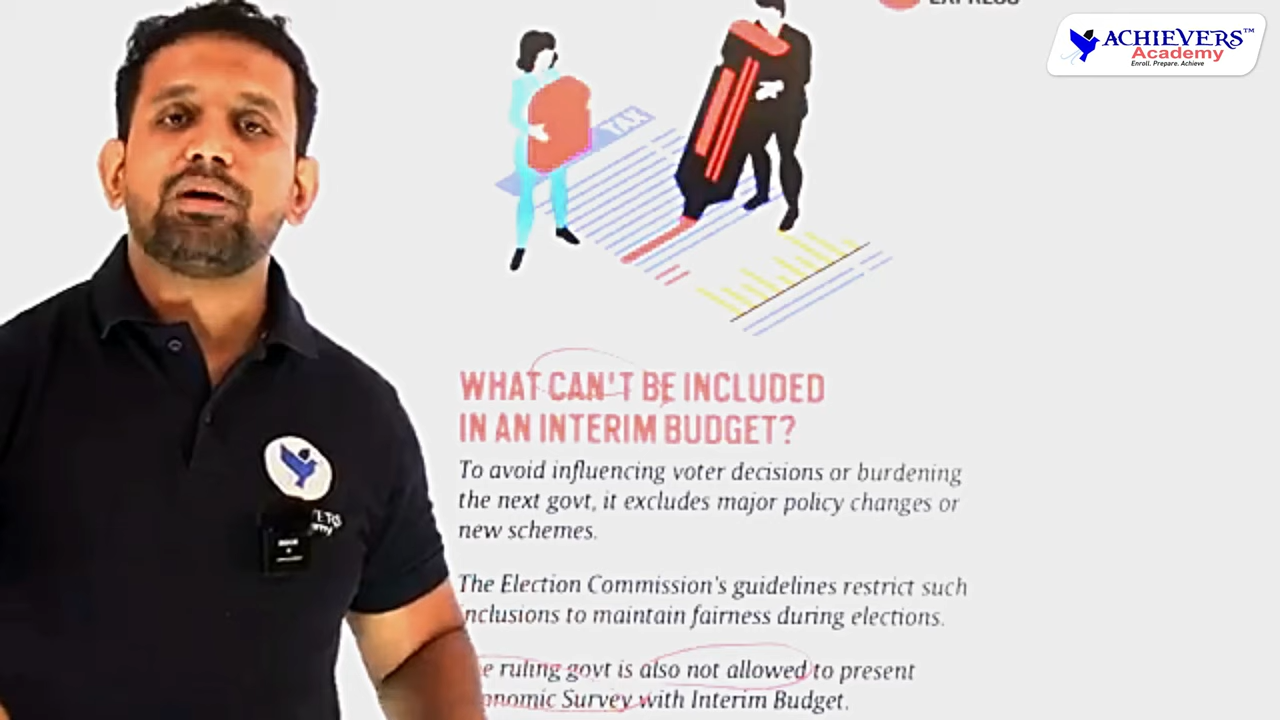 EXPRESS
ACHIEVERS™
Academy
Enroll. Prepare. Achieve
TAX
WHAT CAN'T BE INCLUDED
IN AN INTERIM BUDGET?
To avoid influencing voter decisions or burdening
the next govt, it excludes major policy changes or
new schemes.
The Election Commission's guidelines restrict such
nclusions to maintain fairness during elections.
e ruling govt is also not allowed to present
onomic Survey with Interim Budget.